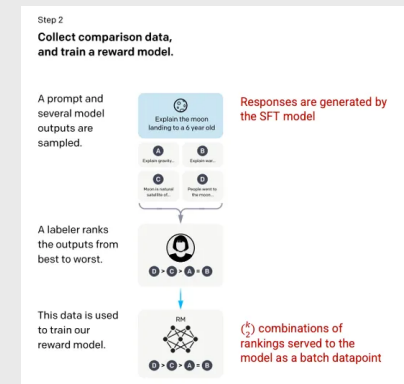 Step 2
Collect comparison data,
and train a reward model.
A prompt and
several model
outputs are
sampled.
Explain the moon
landing to a 6 year old
A
Explain gravity...
B
Explain war...
C
Moon is natural
satellite of...
D
People went to
the moon...
Responses are generated by
the SFT model
A labeler ranks
the outputs from
best to worst.
D > C > A = B
This data is used
to train our
reward model.
RM
D > C > A = B
(k 2) combinations of
rankings served to the
model as a batch datapoint